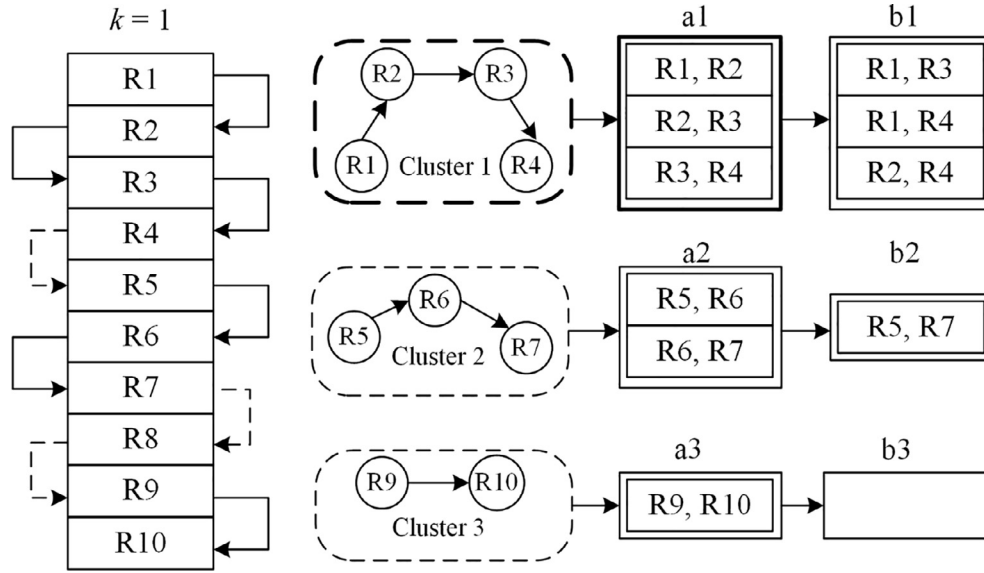 k = 1
R1
R2
R3
R4
R5
R6
R7
R8
R9
R10
R2 R3
R1 Cluster 1 R4
a1
R1, R2
R2, R3
R3, R4
b1
R1, R3
R1, R4
R2, R4
R6
R5
Cluster 2 R7
a2
R5, R6
R6, R7
b2
R5, R7
R9 R10
Cluster 3
a3
R9, R10
b3